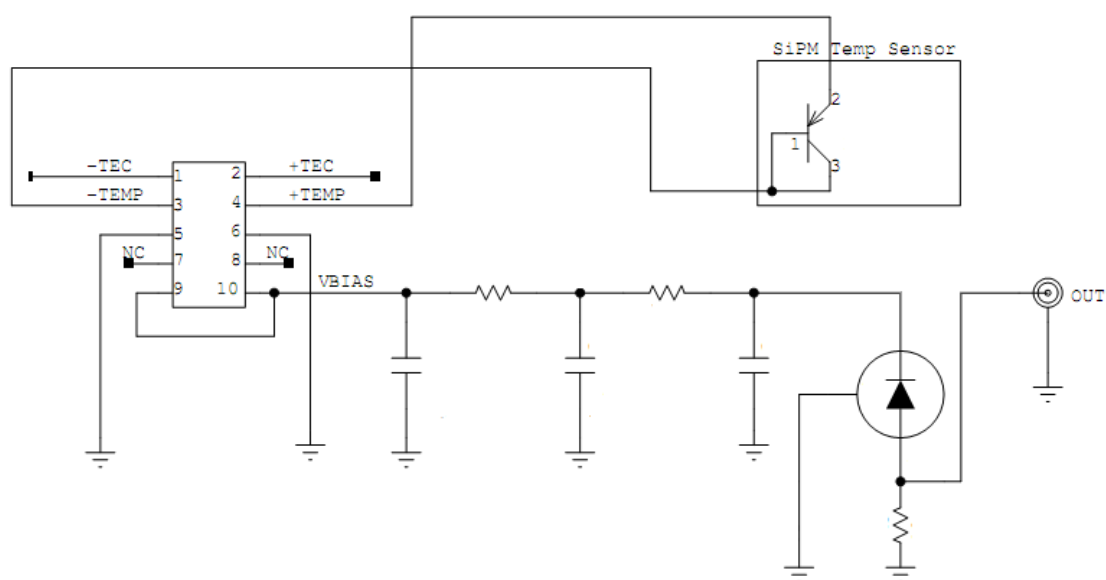 SiPM Temp Sensor
2
1
3
-TEC 1 2 +TEC
-TEMP 3 4 +TEMP
5 6
NC 7 8 NC
9 10 VBIAS
OUT